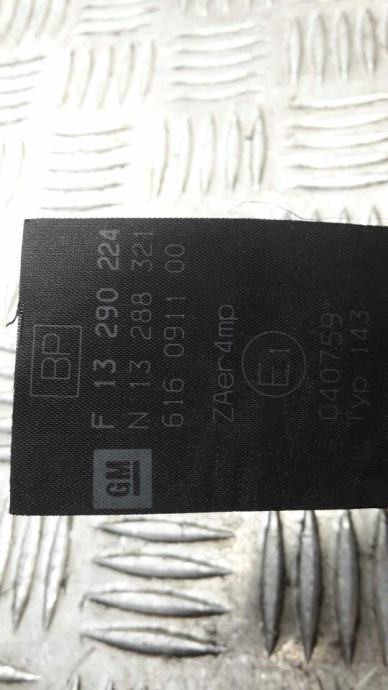 BP
F 13 290 224
GM
N 13 288 321
616 0911 00
ZAer4mp
E1
040759
Typ 143